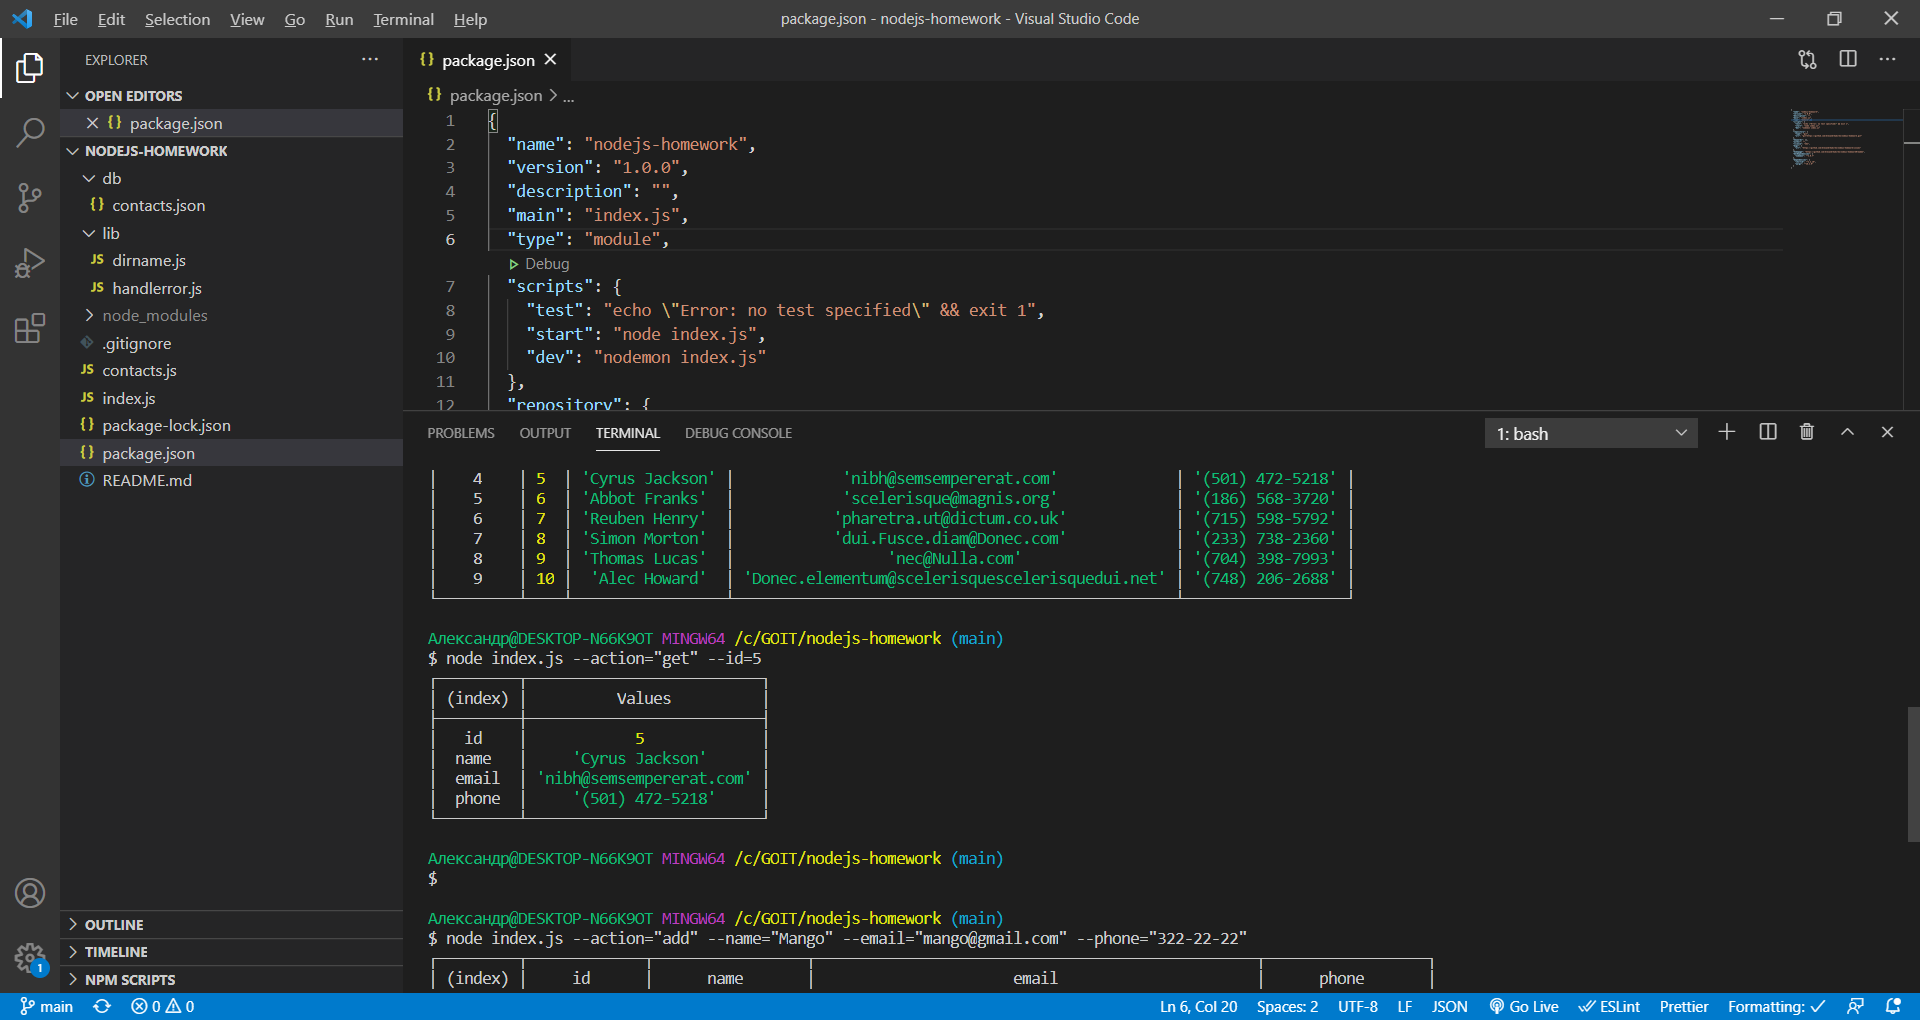 File Edit Selection View Go Run Terminal Help
package.json - nodejs-homework - Visual Studio Code
EXPLORER
OPEN EDITORS
package.json
NODEJS-HOMEWORK
db
contacts.json
lib
dirname.js
handlerror.js
node_modules
.gitignore
contacts.js
index.js
package-lock.json
package.json
README.md
OUTLINE
TIMELINE
NPM SCRIPTS
1
package.json
package.json > ...
1 {
2 "name": "nodejs-homework",
3 "version": "1.0.0",
4 "description": "",
5 "main": "index.js",
6 "type": "module",
Debug
7 "scripts": {
8 "test": "echo \"Error: no test specified\" && exit 1",
9 "start": "node index.js",
10 "dev": "nodemon index.js"
11 },
12 "repository": {
PROBLEMS OUTPUT TERMINAL DEBUG CONSOLE
1: bash
4 5 'Cyrus Jackson' 'nibh@semsempererat.com' '(501) 472-5218'
5 6 'Abbot Franks' 'scelerisque@magnis.org' '(186) 568-3720'
6 7 'Reuben Henry' 'pharetra.ut@dictum.co.uk' '(715) 598-5792'
7 8 'Simon Morton' 'dui.Fusce.diam@Donec.com' '(233) 738-2360'
8 9 'Thomas Lucas' 'nec@Nulla.com' '(704) 398-7993'
9 10 'Alec Howard' 'Donec.elementum@scelerisquescelerisquedui.net' '(748) 206-2688'
Александр@DESKTOP-N66K9OT MINGW64 /c/GOIT/nodejs-homework (main)
$ node index.js --action="get" --id=5
(index) Values
id 5
name 'Cyrus Jackson'
email 'nibh@semsempererat.com'
phone '(501) 472-5218'
Александр@DESKTOP-N66K9OT MINGW64 /c/GOIT/nodejs-homework (main)
$
Александр@DESKTOP-N66K9OT MINGW64 /c/GOIT/nodejs-homework (main)
$ node index.js --action="add" --name="Mango" --email="mango@gmail.com" --phone="322-22-22"
(index) id name email phone
main 0 0 Ln 6, Col 20 Spaces: 2 UTF-8 LF JSON Go Live ESLint Prettier Formatting: